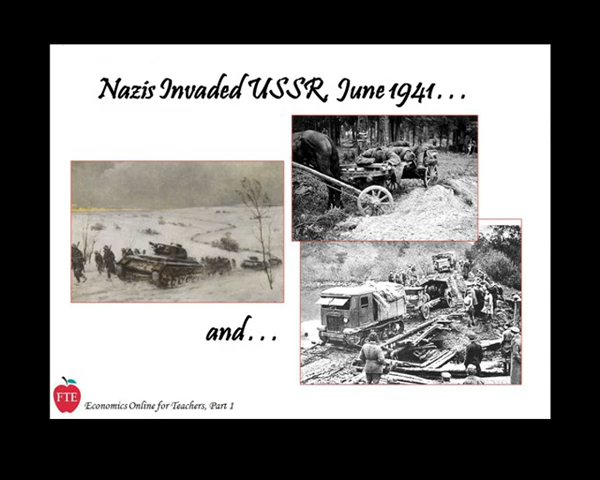 Nazis Invaded USSR, June 1941...
and...
FTE
Economics Online for Teachers, Part 1